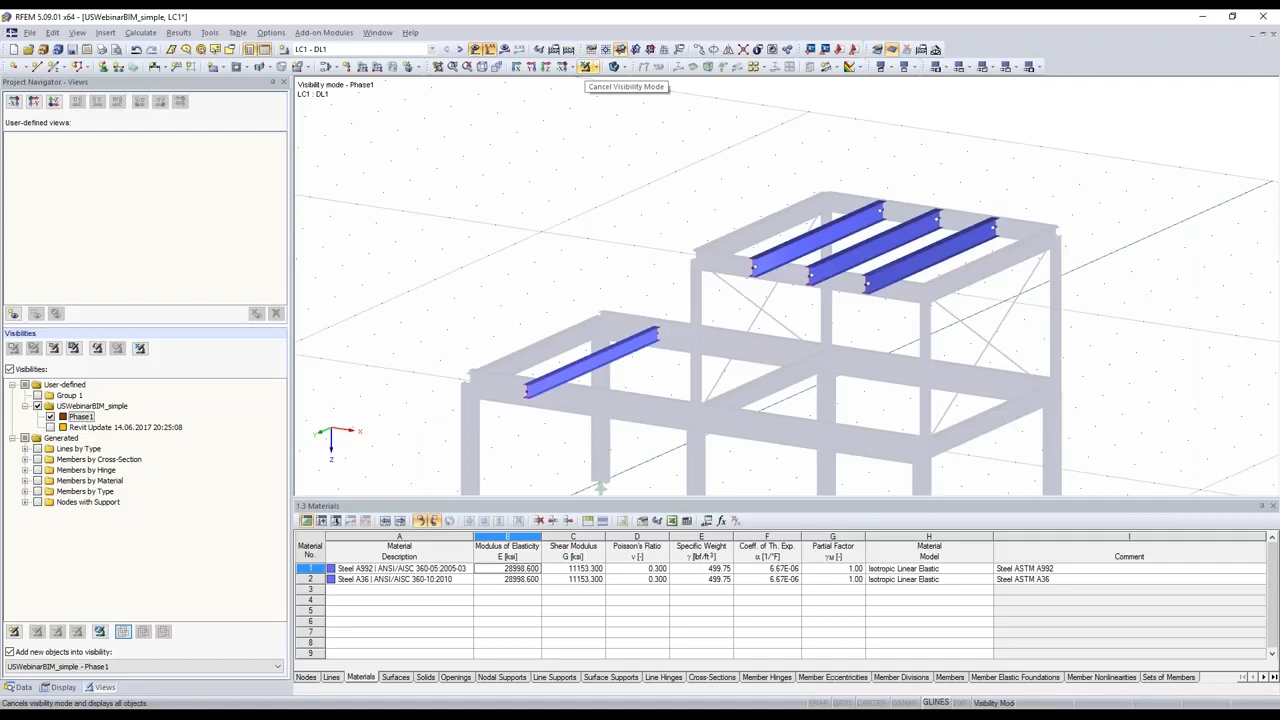 RFEM 5.09.01 x64 - [USWebinarBIM_simple, LC1*]
File Edit View Insert Calculate Results Tools Table Options Add-on Modules Window Help
LC1 - DL1
Project Navigator - Views
Cancel Visibility Mode
Visibility mode - Phase1
LC1 : DL1
User-defined views:
Visibilities
Visibilities:
User-defined
Group 1
USWebinarBIM_simple
Phase1
Revit Update 14.06.2017 20:25:08
Generated
Lines by Type
Members by Cross-Section
Members by Hinge
Members by Material
Members by Type
Nodes with Support
Add new objects into visibility:
USWebinarBIM_simple - Phase1
Data Display Views
X
Y
Z
1.3 Materials
A B C D E F G H I
Material Material Modulus of Elasticity Shear Modulus Poisson's Ratio Specific Weight Coeff. of Th. Exp. Partial Factor Material
No. Description E [ksi] G [ksi] ν [-] γ [lbf/ft³] α [1/°F] γM [-] Model Comment
1 Steel A992 | ANSI/AISC 360-05:2005-03 28998.600 11153.300 0.300 499.75 6.67E-06 1.00 Isotropic Linear Elastic Steel ASTM A992
2 Steel A36 | ANSI/AISC 360-10:2010 28998.600 11153.300 0.300 499.75 6.67E-06 1.00 Isotropic Linear Elastic Steel ASTM A36
3
4
5
6
7
8
9
Nodes Lines Materials Surfaces Solids Openings Nodal Supports Line Supports Surface Supports Line Hinges Cross-Sections Member Hinges Member Eccentricities Member Divisions Members Member Elastic Foundations Member Nonlinearities Sets of Members
Cancels visibility mode and displays all objects.
SNAP GRID CARTES OSNAP GLINES DXF Visibility Mod